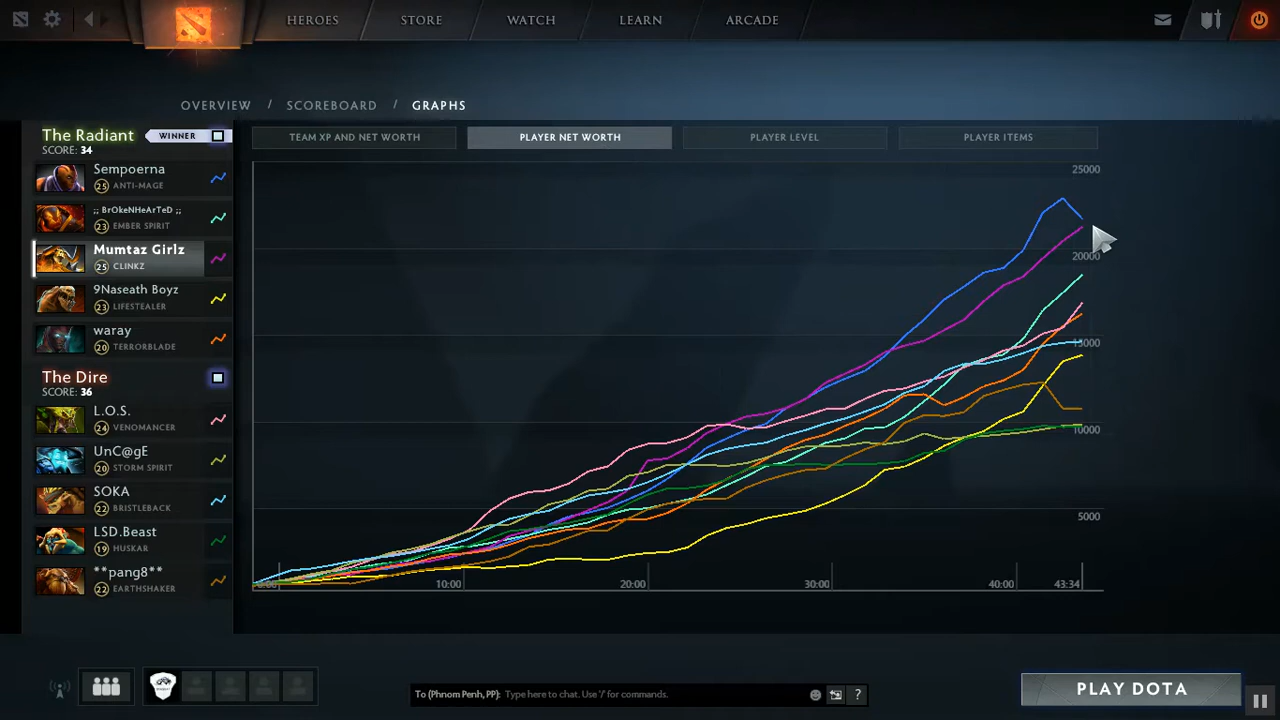 HEROES
STORE
WATCH
LEARN
ARCADE
OVERVIEW / SCOREBOARD / GRAPHS
The Radiant
WINNER
SCORE: 34
Sempoerna
25 ANTI-MAGE
;; BrOkeNHeArTeD ;;
23 EMBER SPIRIT
Mumtaz Girlz
25 CLINKZ
9Naseath Boyz
23 LIFESTEALER
waray
20 TERRORBLADE
The Dire
SCORE: 36
L.O.S.
24 VENOMANCER
UnC@gE
20 STORM SPIRIT
SOKA
22 BRISTLEBACK
LSD.Beast
19 HUSKAR
**pang8**
22 EARTHSHAKER
TEAM XP AND NET WORTH
PLAYER NET WORTH
PLAYER LEVEL
PLAYER ITEMS
25000
20000
15000
10000
5000
10:00
20:00
30:00
40:00
43:34
To (Phnom Penh, PP): Type here to chat. Use '/' for commands.
?
PLAY DOTA